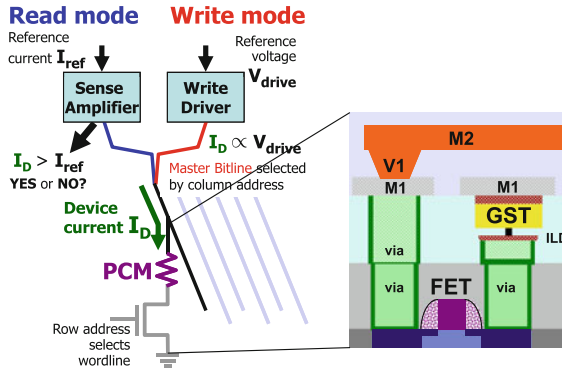 Read mode
Write mode
Reference
current Iref
Reference
voltage
Vdrive
Sense
Amplifier
Write
Driver
ID ∝ Vdrive
ID > Iref
YES or NO?
Master Bitline selected
by column address
Device
current ID
PCM
Row address
selects
wordline
M2
V1
M1
M1
GST
ILD
via
via
FET
via